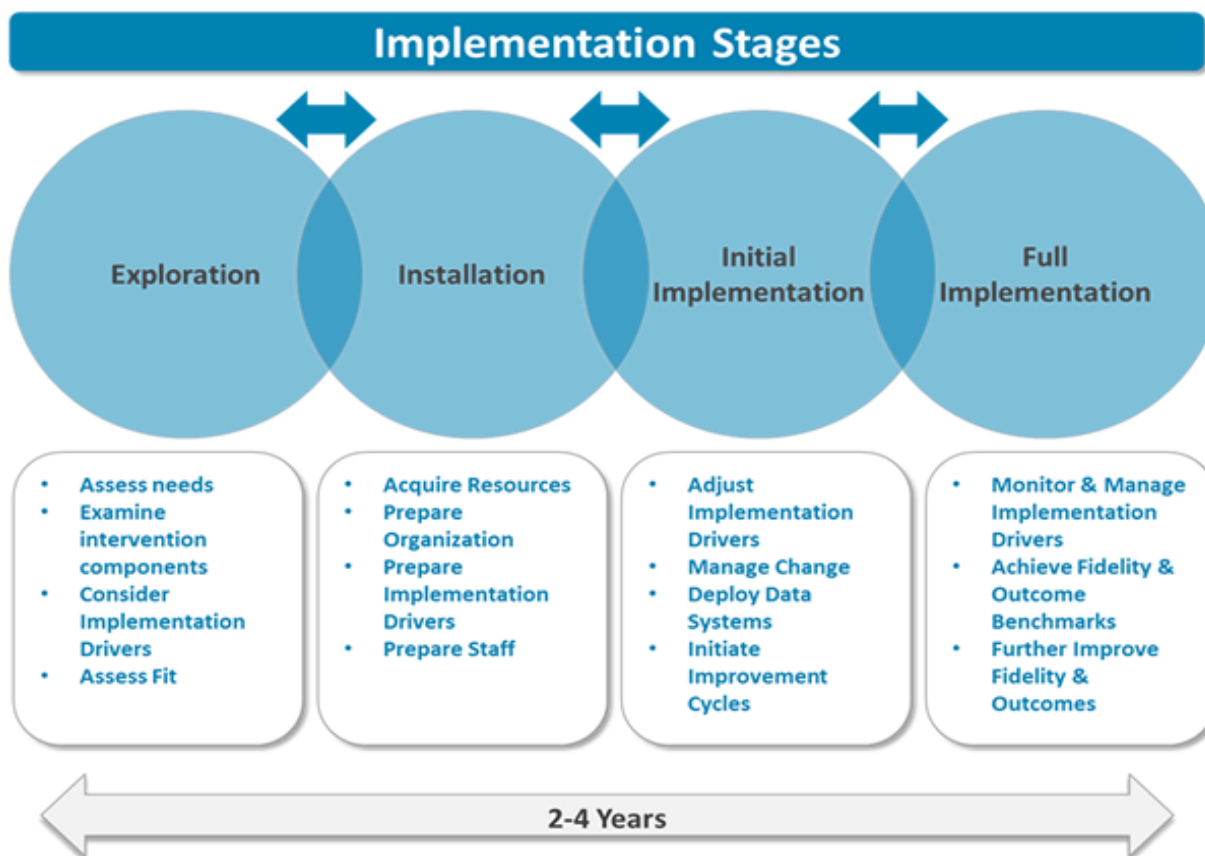 Implementation Stages
Exploration
Installation
Initial
Implementation
Full
Implementation
• Assess needs
• Examine
intervention
components
• Consider
Implementation
Drivers
• Assess Fit
• Acquire Resources
• Prepare
Organization
• Prepare
Implementation
Drivers
• Prepare Staff
• Adjust
Implementation
Drivers
• Manage Change
• Deploy Data
Systems
• Initiate
Improvement
Cycles
• Monitor & Manage
Implementation
Drivers
• Achieve Fidelity &
Outcome
Benchmarks
• Further Improve
Fidelity &
Outcomes
2-4 Years